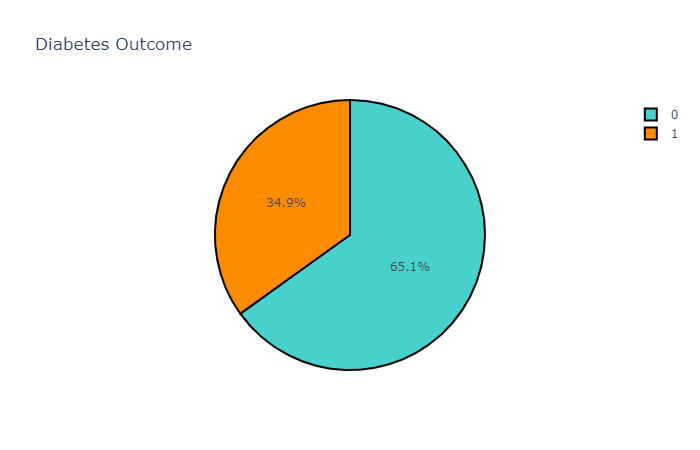 Diabetes Outcome
0
1
34.9%
65.1%